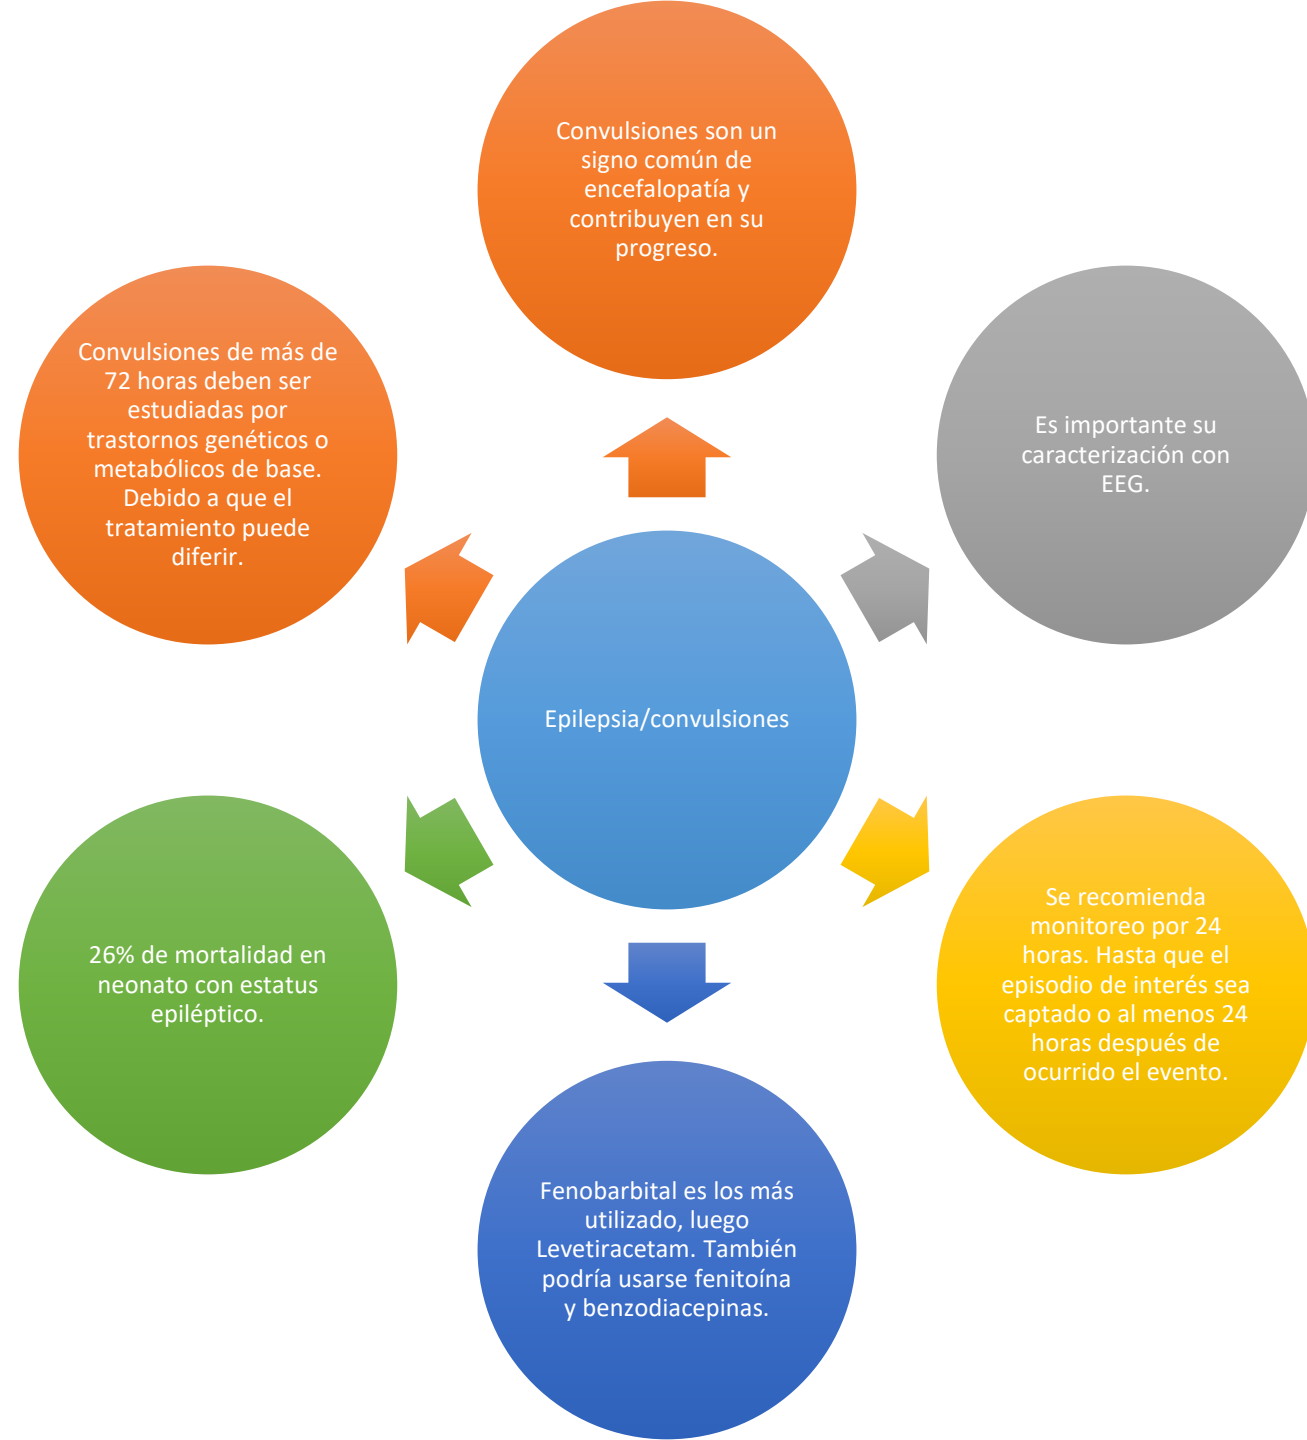 Convulsiones son un
signo común de
encefalopatía y
contribuyen en su
progreso.
Es importante su
caracterización con
EEG.
Se recomienda
monitoreo por 24
horas. Hasta que el
episodio de interés sea
captado o al menos 24
horas después de
ocurrido el evento.
Fenobarbital es los más
utilizado, luego
Levetiracetam. También
podría usarse fenitoína
y benzodiacepinas.
26% de mortalidad en
neonato con estatus
epiléptico.
Convulsiones de más de
72 horas deben ser
estudiadas por
trastornos genéticos o
metabólicos de base.
Debido a que el
tratamiento puede
diferir.
Epilepsia/convulsiones